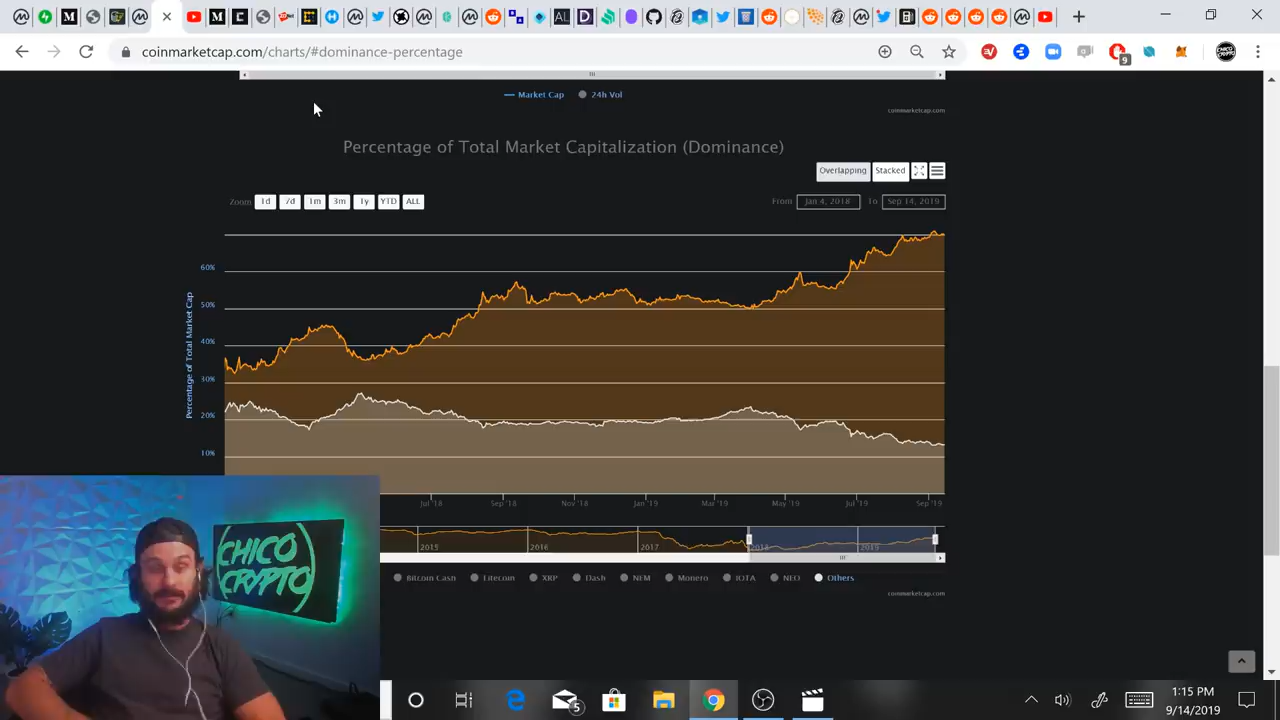 coinmarketcap.com/charts/#dominance-percentage
9
Market Cap 24h Vol
coinmarketcap.com
Percentage of Total Market Capitalization (Dominance)
Overlapping Stacked
Zoom 1d 7d 1m 3m 1y YTD ALL
From Jan 4, 2018 To Sep 14, 2019
60%
50%
40%
30%
20%
10%
Percentage of Total Market Cap
Jul '18 Sep '18 Nov '18 Jan '19 Mar '19 May '19 Jul '19 Sep '19
2015 2016 2017 2018 2019
Bitcoin Cash Litecoin XRP Dash NEM Monero IOTA NEO Others
coinmarketcap.com
CHICO
CRYPTO
5
1:15 PM
9/14/2019